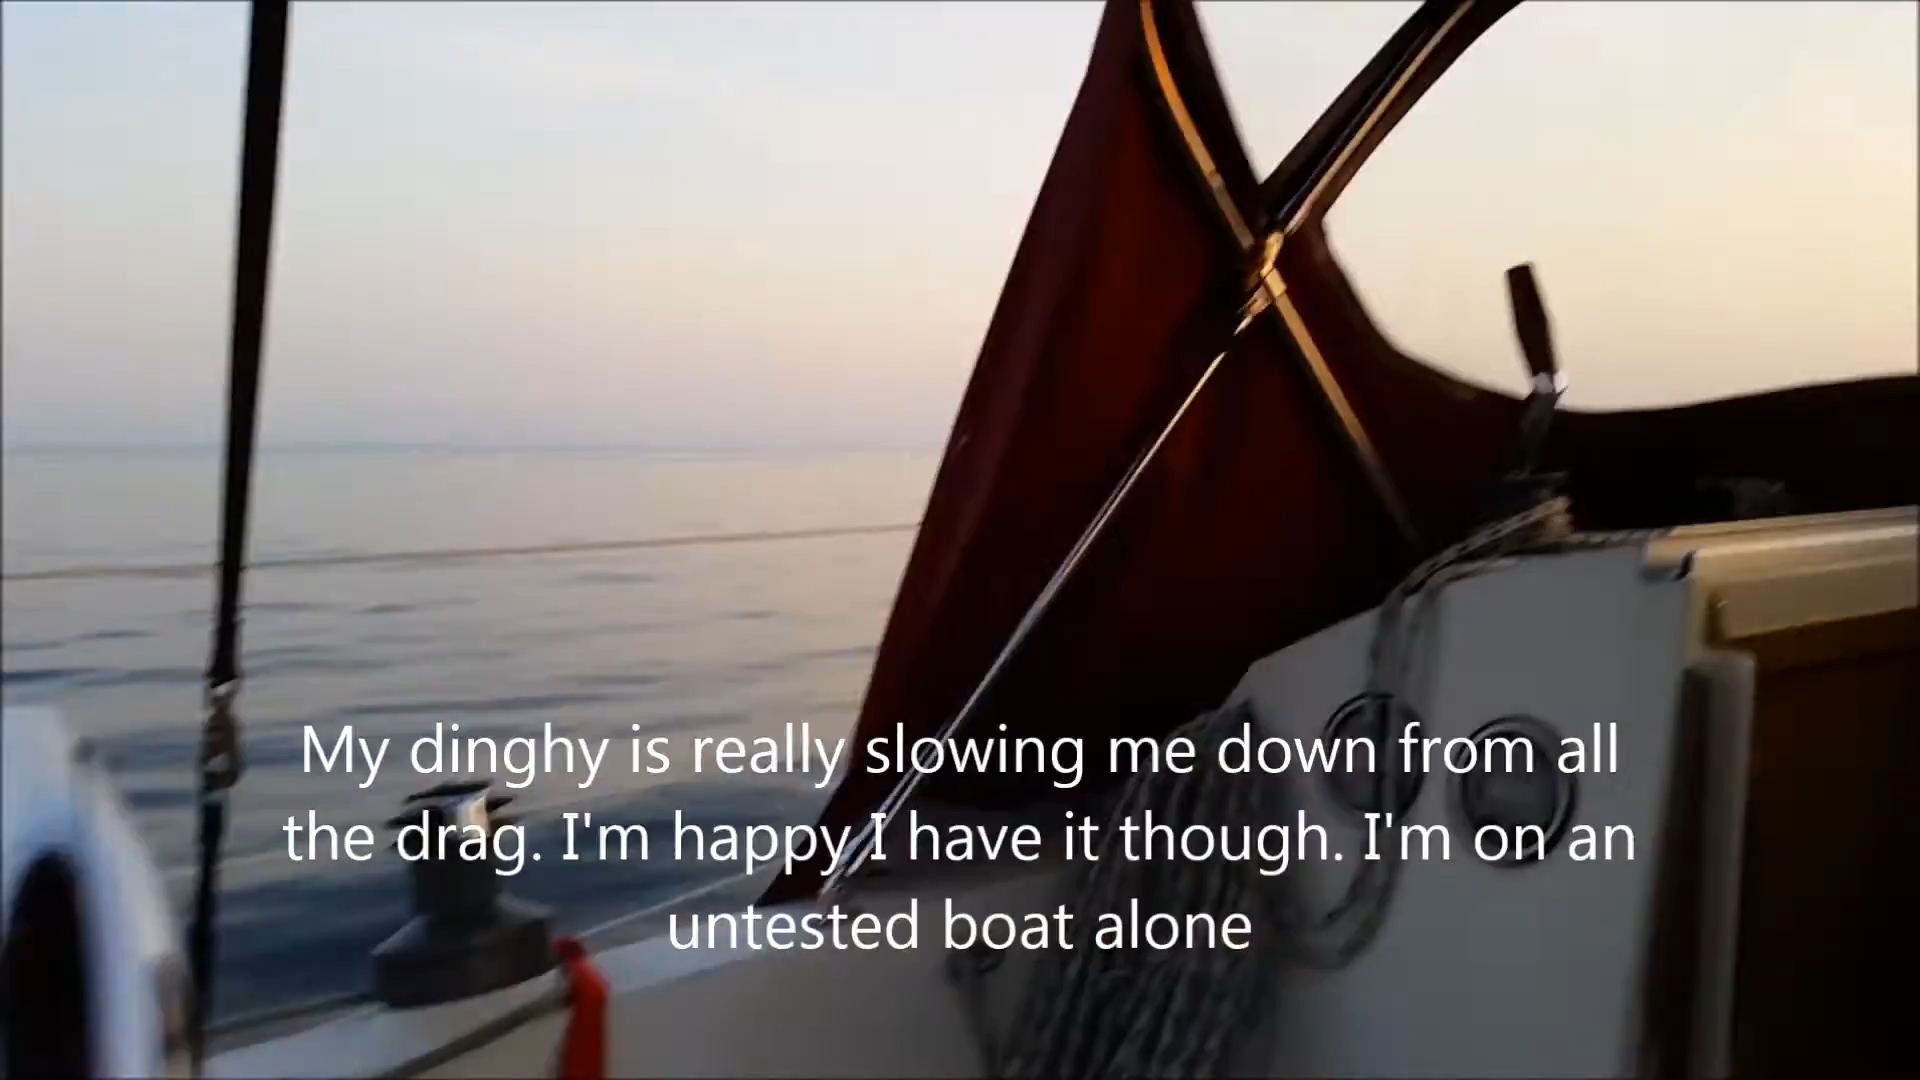 My dinghy is really slowing me down from all
the drag. I'm happy I have it though. I'm on an
untested boat alone